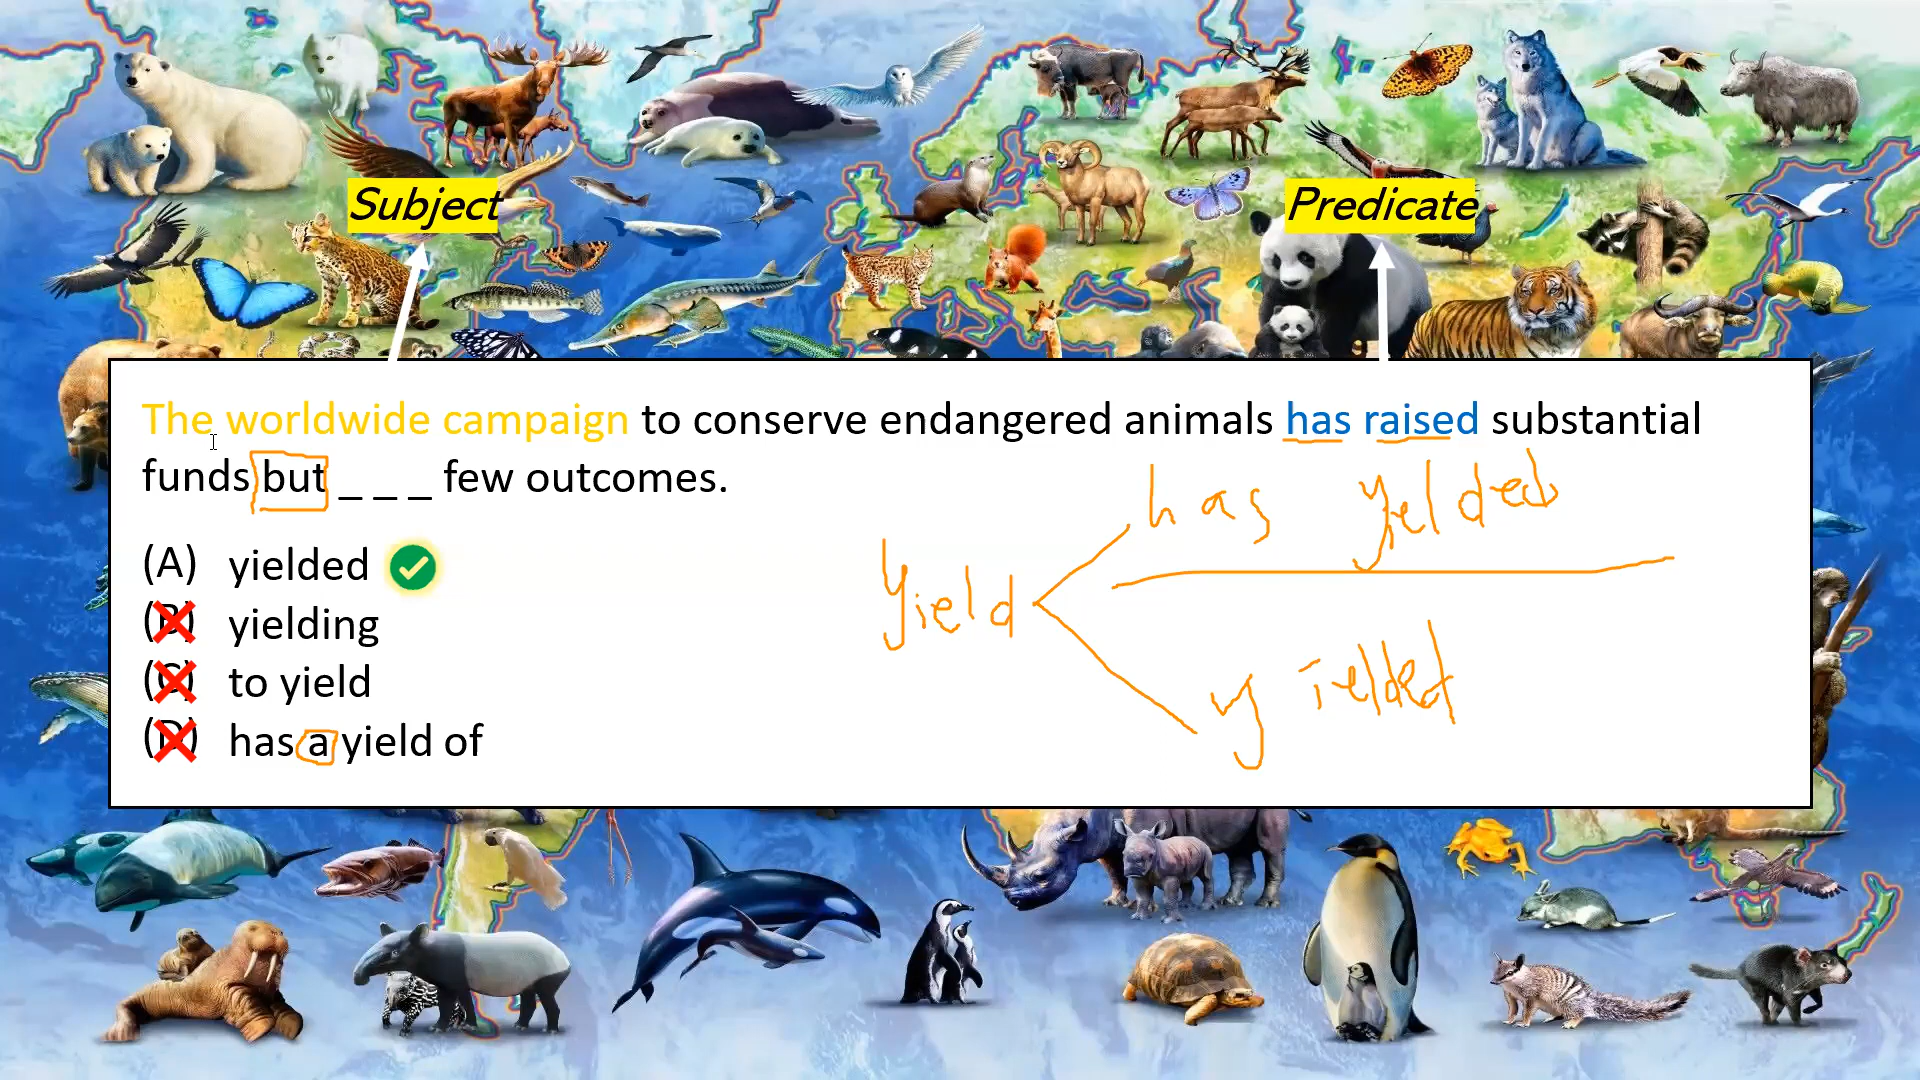 Subject
Predicate
The worldwide campaign to conserve endangered animals has raised substantial
funds but _ _ _ few outcomes.
has yielded
(A) yielded
yield
(B) yielding
(C) to yield
yielded
(D) has a yield of